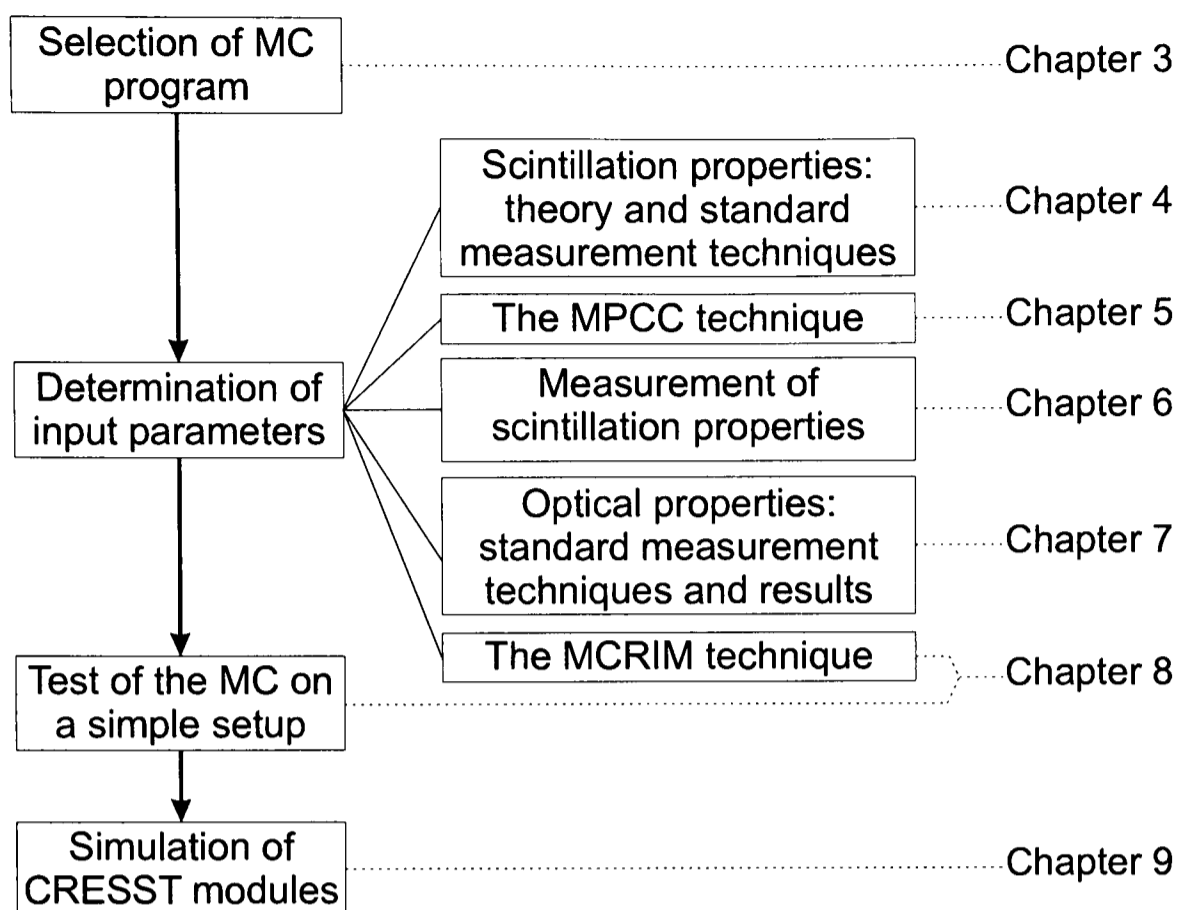 Selection of MC
program
Chapter 3
Scintillation properties:
theory and standard
measurement techniques
Chapter 4
The MPCC technique
Chapter 5
Determination of
input parameters
Measurement of
scintillation properties
Chapter 6
Optical properties:
standard measurement
techniques and results
Chapter 7
The MCRIM technique
Test of the MC on
a simple setup
Chapter 8
Simulation of
CRESST modules
Chapter 9